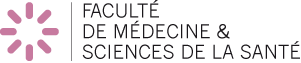 FACULTÉ
DE MÉDECINE &
SCIENCES DE LA SANTÉ